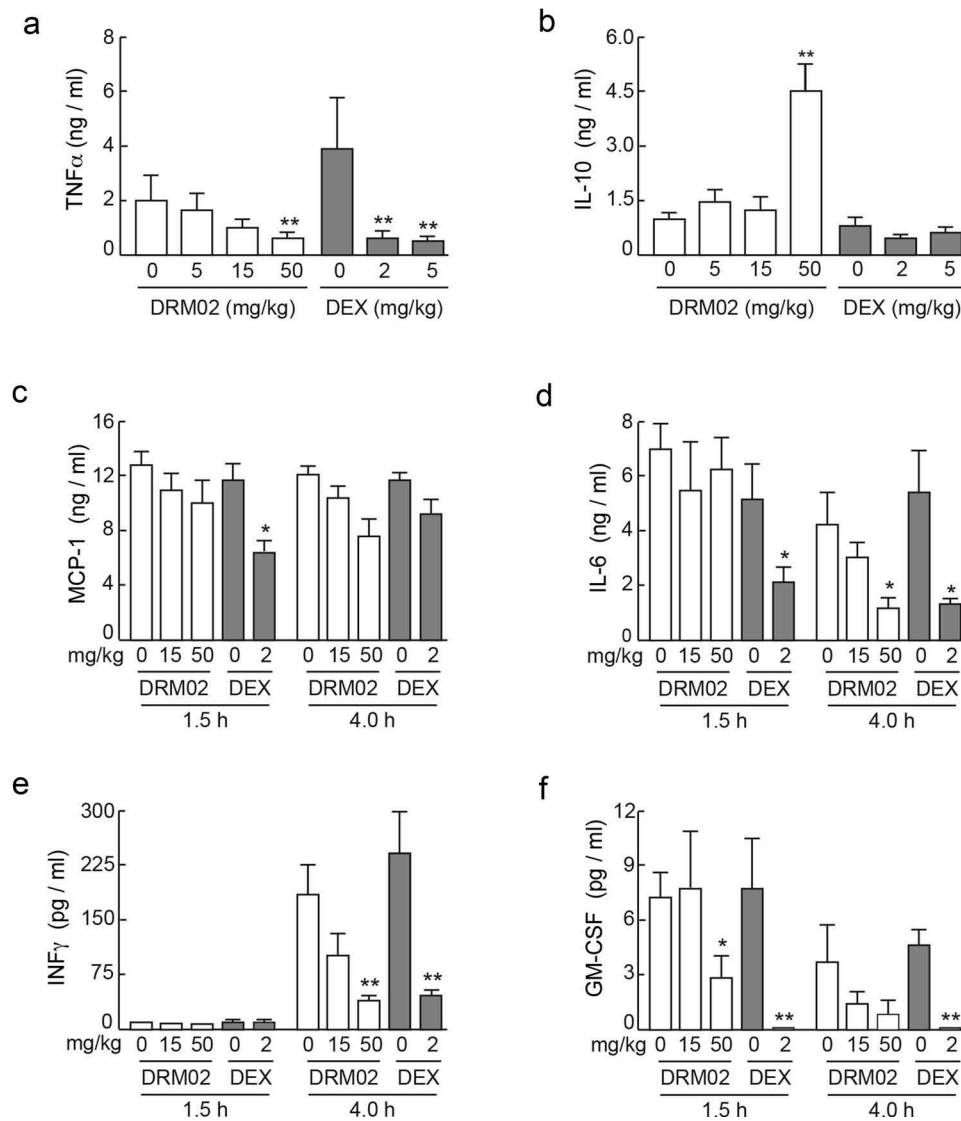 a
8
6
4
2
0
TNFα (ng / ml)
** ** **
0 5 15 50 0 2 5
DRM02 (mg/kg) DEX (mg/kg)
b
6.0
4.5
3.0
1.5
0
IL-10 (ng / ml)
**
0 5 15 50 0 2 5
DRM02 (mg/kg) DEX (mg/kg)
c
16
12
8
4
0
MCP-1 (ng / ml)
*
mg/kg 0 15 50 0 2 0 15 50 0 2
DRM02 DEX DRM02 DEX
1.5 h 4.0 h
d
8
6
4
2
0
IL-6 (ng / ml)
* * *
mg/kg 0 15 50 0 2 0 15 50 0 2
DRM02 DEX DRM02 DEX
1.5 h 4.0 h
e
300
225
150
75
0
INFγ (pg / ml)
** **
mg/kg 0 15 50 0 2 0 15 50 0 2
DRM02 DEX DRM02 DEX
1.5 h 4.0 h
f
12
9
6
3
0
GM-CSF (pg / ml)
* ** **
mg/kg 0 15 50 0 2 0 15 50 0 2
DRM02 DEX DRM02 DEX
1.5 h 4.0 h